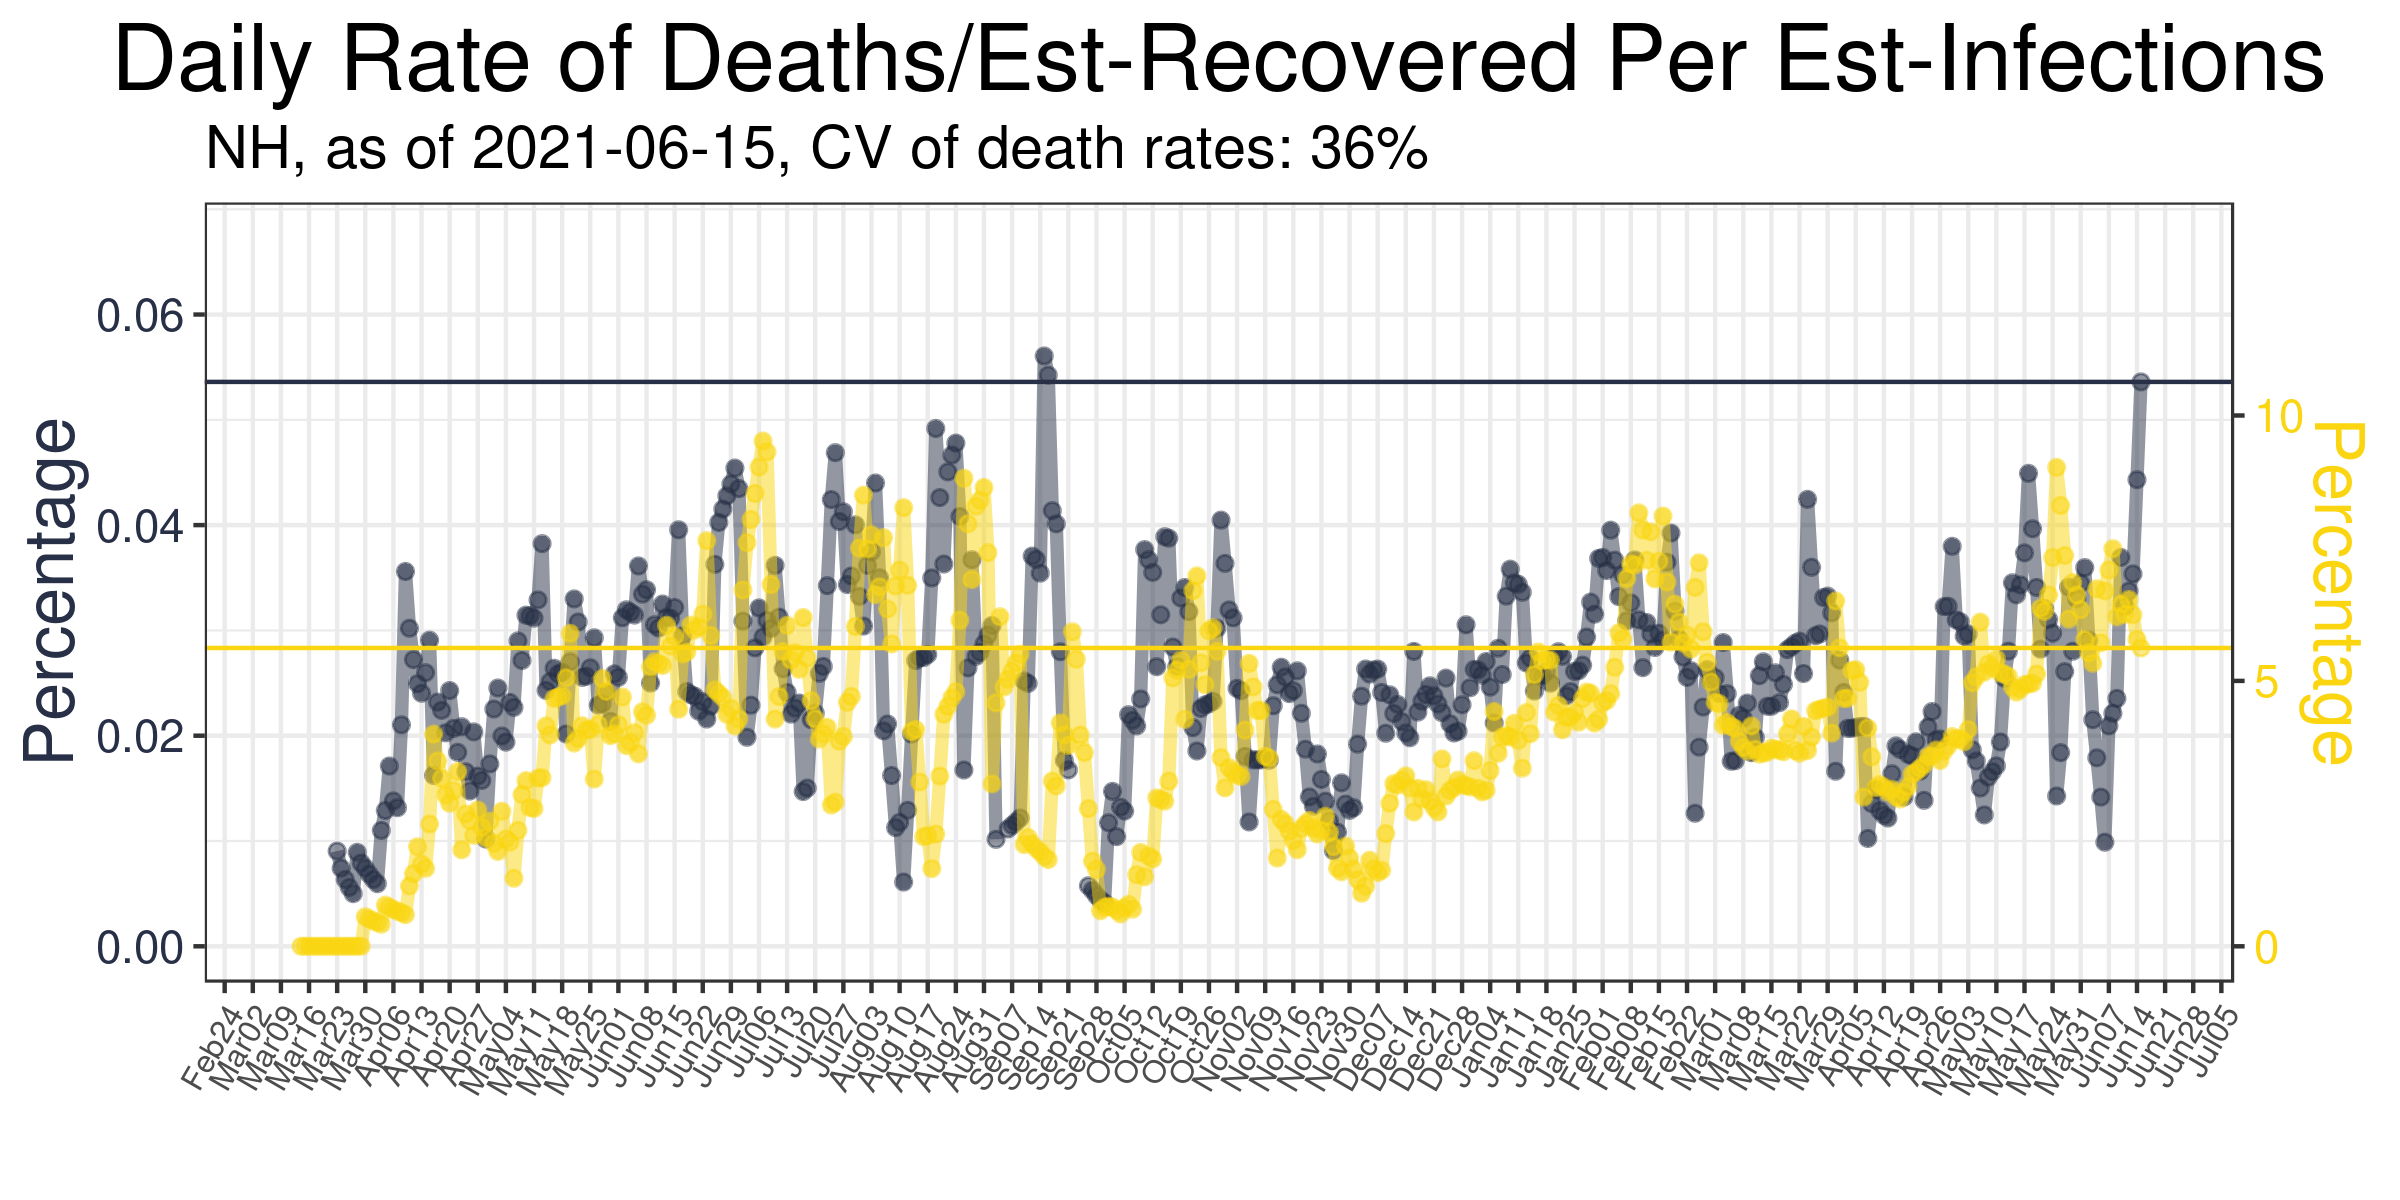 Daily Rate of Deaths/Est-Recovered Per Est-Infections
NH, as of 2021-06-15, CV of death rates: 36%
Percentage
0.06
0.04
0.02
0.00
10
5
0
Percentage
Feb24
Mar02
Mar09
Mar16
Mar23
Mar30
Apr06
Apr13
Apr20
Apr27
May04
May11
May18
May25
Jun01
Jun08
Jun15
Jun22
Jun29
Jul06
Jul13
Jul20
Jul27
Aug03
Aug10
Aug17
Aug24
Aug31
Sep07
Sep14
Sep21
Sep28
Oct05
Oct12
Oct19
Oct26
Nov02
Nov09
Nov16
Nov23
Nov30
Dec07
Dec14
Dec21
Dec28
Jan04
Jan11
Jan18
Jan25
Feb01
Feb08
Feb15
Feb22
Mar01
Mar08
Mar15
Mar22
Mar29
Apr05
Apr12
Apr19
Apr26
May03
May10
May17
May24
May31
Jun07
Jun14
Jun21
Jun28
Jul05